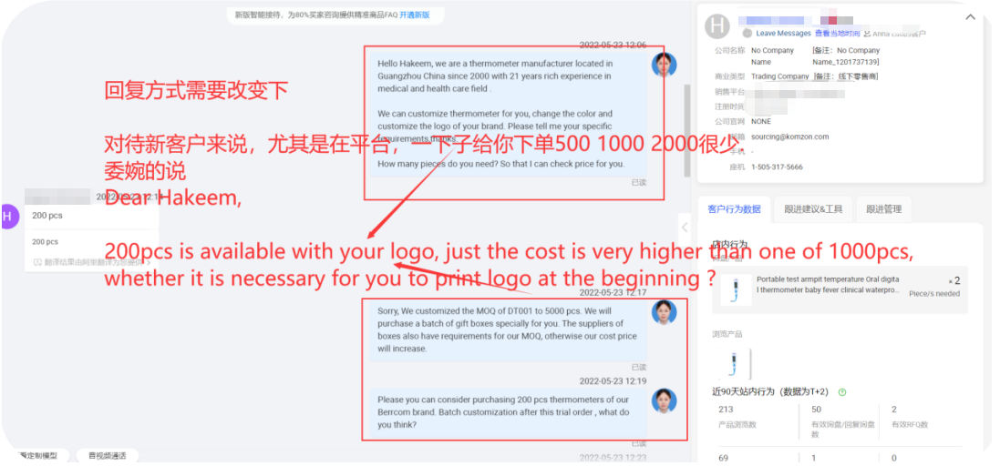 新版智能接待，为80%买家咨询提供精准商品FAQ 开通新版
2022-05-23 12:06
Hello Hakeem, we are a thermometer manufacturer located in
Guangzhou China since 2000 with 21 years rich experience in
medical and health care field .
We can customize thermometer for you, change the color and
customize the logo of your brand. Please tell me your specific
requirements,thanks.
How many pieces do you need? So that I can check price for you.
已读
回复方式需要改变下
对待新客户来说，尤其是在平台，一下子给你下单500 1000 2000很少，
委婉的说
Dear Hakeem,
200pcs is available with your logo, just the cost is very higher than one of 1000pcs,
whether it is necessary for you to print logo at the beginning ?
H
200 pcs
200 pcs
翻译结果由阿里翻译为您提供
2022-05-23 12:17
Sorry, We customized the MOQ of DT001 to 5000 pcs. We will
purchase a batch of gift boxes specially for you. The suppliers of
boxes also have requirements for our MOQ, otherwise our cost price
will increase.
已读
2022-05-23 12:19
Please you can consider purchasing 200 pcs thermometers of our
Berrcom brand. Batch customization after this trial order , what do
you think?
已读
2022-05-23 12:23
定制模型
音视频通话
H
Leave Messages 查看当地时间
公司名称 No Company Name [备注：No Company Name_1201737139]
商业类型 Trading Company [备注：线下零售商]
销售平台
注册时间
公司官网 NONE
邮箱 sourcing@komzon.com
手机 -
座机 1-505-317-5666
客户行为数据 跟进建议&工具 跟进管理
店内行为
询盘产品
Portable test armpit temperature Oral digita
l thermometer baby fever clinical waterpro...
×2
Piece/s needed
浏览产品
近90天站内行为（数据为T+2）
213 50 2
产品浏览数 有效询盘/回复询盘数 有效RFQ数
69 1 0